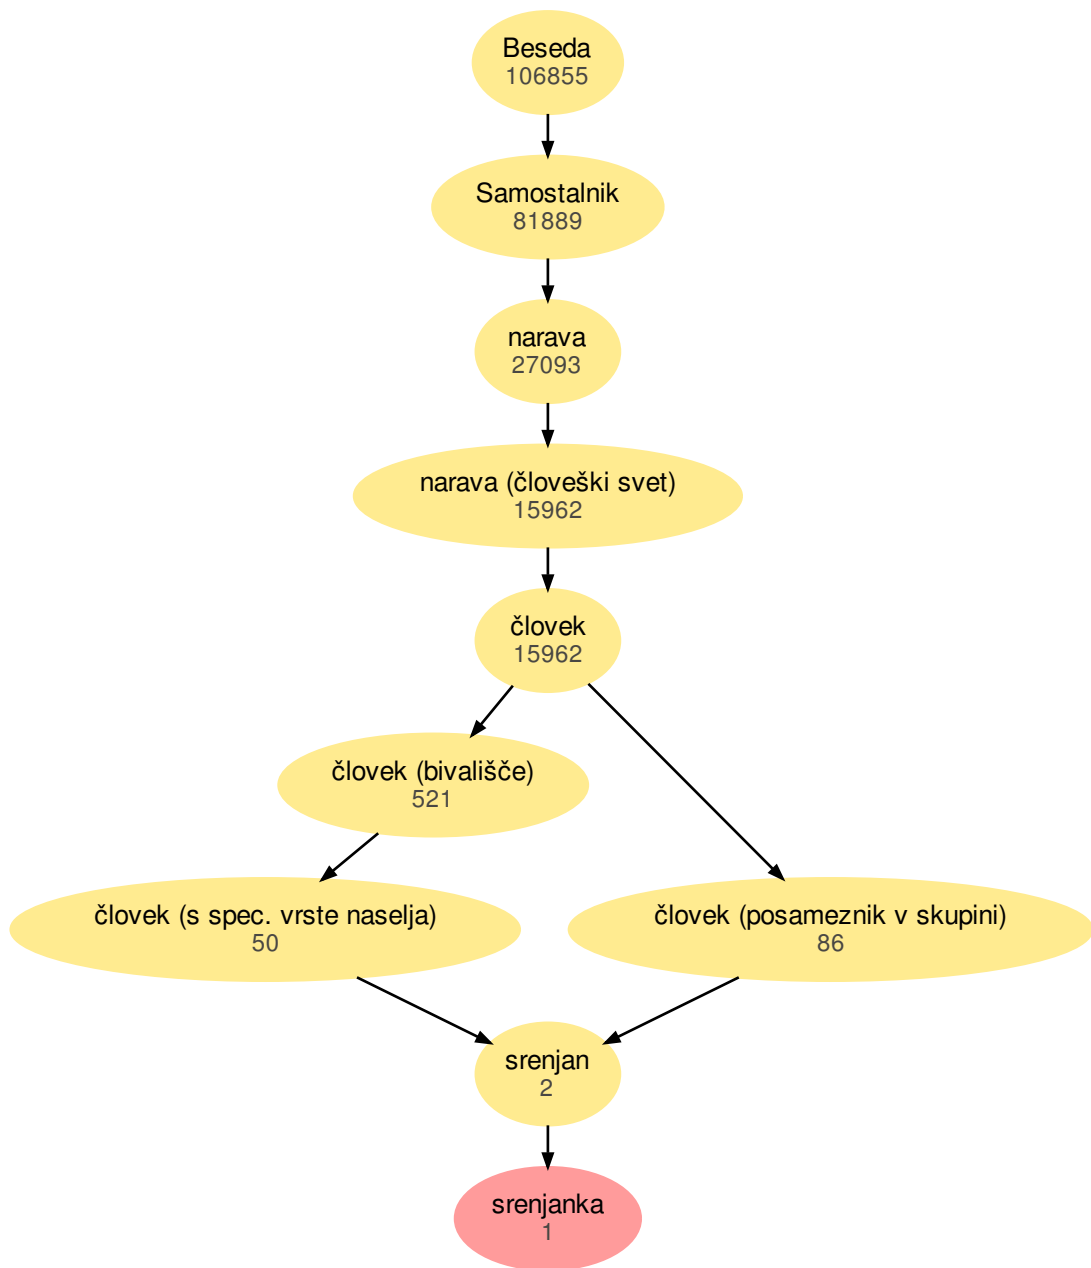 Beseda
106855
Samostalnik
81889
narava
27093
narava (človeški svet)
15962
človek
15962
človek (bivališče)
521
človek (s spec. vrste naselja)
50
človek (posameznik v skupini)
86
srenjan
2
srenjanka
1